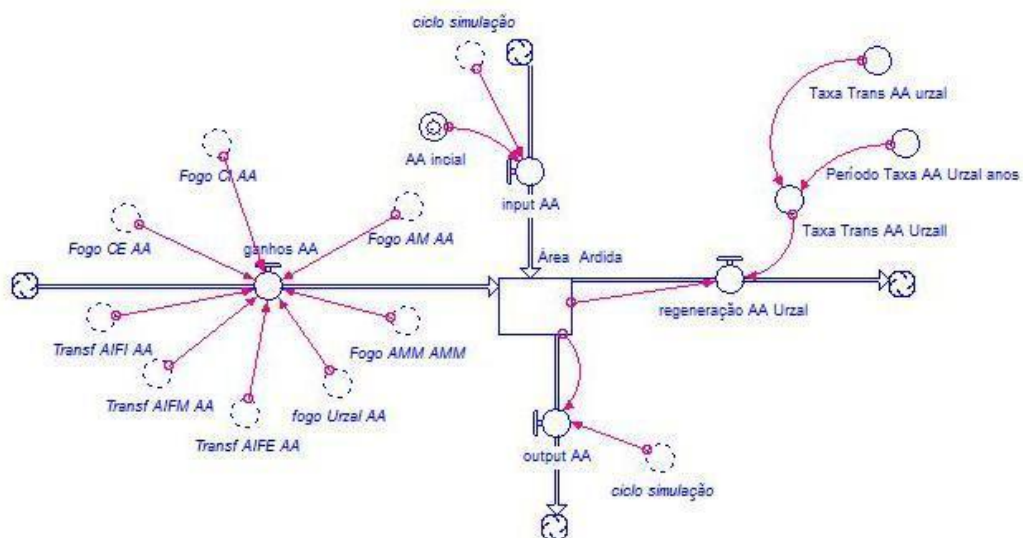 ciclo simulação
Taxa Trans AA urzal
AA incial
Período Taxa AA Urzal anos
Fogo CI AA
input AA
Fogo CE AA
ganhos AA
Fogo AM AA
Taxa Trans AA Urzall
Área Ardida
regeneração AA Urzal
Transf AIFI AA
Fogo AMM AMM
Transf AIFM AA
fogo Urzal AA
Transf AIFE AA
output AA
ciclo simulação